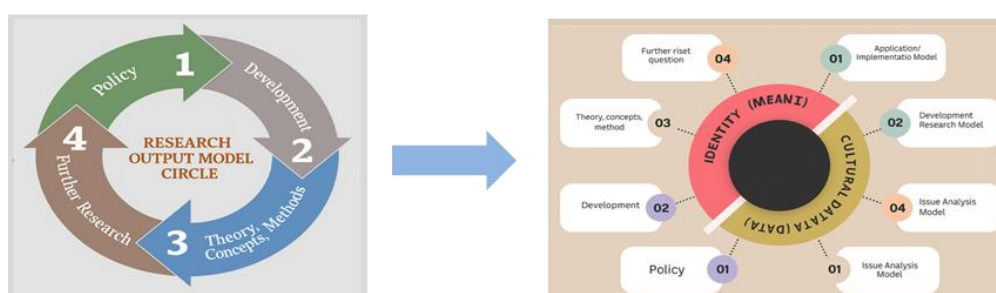 1
Policy
Development
2
3
Theory,
Concepts, Methods
4
Further Research
RESEARCH
OUTPUT MODEL
CIRCLE
Further riset
question
04
01
Application/
Implementatio Model
Theory, concepts,
method
03
02
Development
Research Model
Development
02
04
Issue Analysis
Model
Policy
01
01
Issue Analysis
Model
IDENTITY (MEANI)
CULTURAL DATATA (DATA)